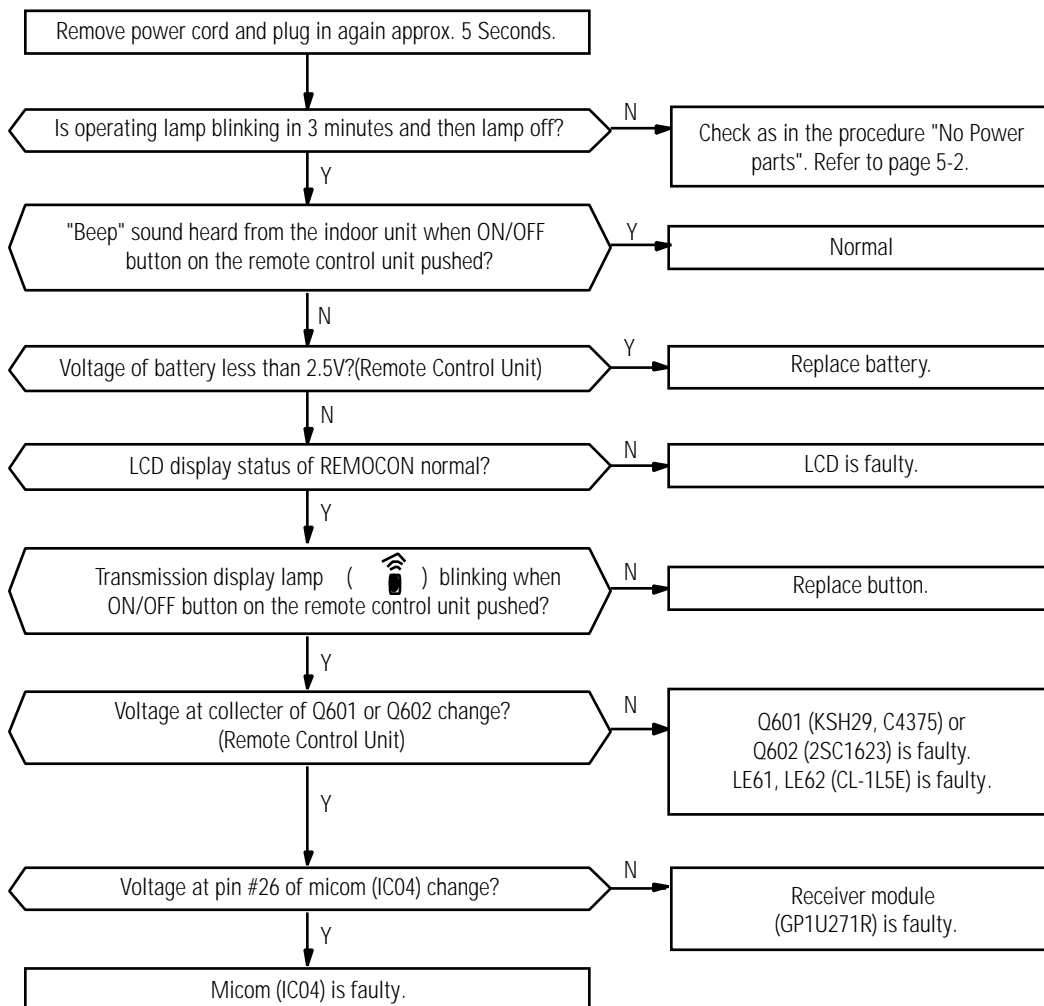 Remove power cord and plug in again approx. 5 Seconds.
Is operating lamp blinking in 3 minutes and then lamp off?
N
Check as in the procedure "No Power
parts". Refer to page 5-2.
Y
"Beep" sound heard from the indoor unit when ON/OFF
button on the remote control unit pushed?
Y
Normal
N
Voltage of battery less than 2.5V?(Remote Control Unit)
Y
Replace battery.
N
LCD display status of REMOCON normal?
N
LCD is faulty.
Y
Transmission display lamp ( ) blinking when
ON/OFF button on the remote control unit pushed?
N
Replace button.
Y
Voltage at collecter of Q601 or Q602 change?
(Remote Control Unit)
N
Q601 (KSH29, C4375) or
Q602 (2SC1623) is faulty.
LE61, LE62 (CL-1L5E) is faulty.
Y
Voltage at pin #26 of micom (IC04) change?
N
Receiver module
(GP1U271R) is faulty.
Y
Micom (IC04) is faulty.